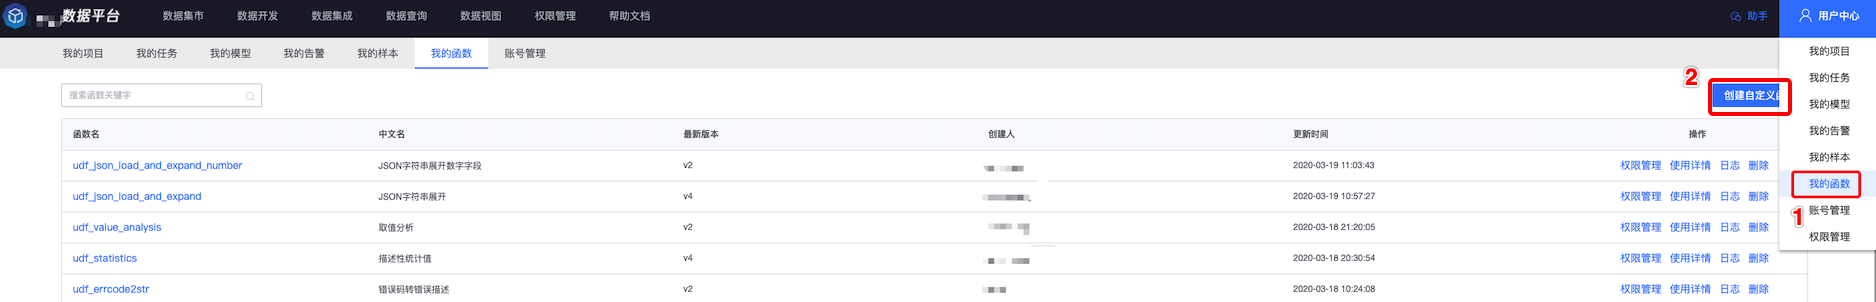 数据平台 数据集市 数据开发 数据集成 数据查询 数据视图 权限管理 帮助文档 助手 用户中心
我的项目 我的任务 我的模型 我的告警 我的样本 我的函数 账号管理
我的项目
我的任务
我的模型
我的告警
我的样本
我的函数
账号管理
权限管理
1
2
搜索函数关键字 创建自定义
函数名 中文名 最新版本 创建人 更新时间 操作
udf_json_load_and_expand_number JSON字符串展开数字字段 v2 2020-03-19 11:03:43 权限管理 使用详情 日志 删除
udf_json_load_and_expand JSON字符串展开 v4 2020-03-19 10:57:27 权限管理 使用详情 日志 删除
udf_value_analysis 取值分析 v2 2020-03-18 21:20:05 权限管理 使用详情 日志 删除
udf_statistics 描述性统计值 v4 2020-03-18 20:30:54 权限管理 使用详情 日志 删除
udf_errcode2str 错误码转错误描述 v2 2020-03-18 10:24:08 权限管理 使用详情 日志 删除